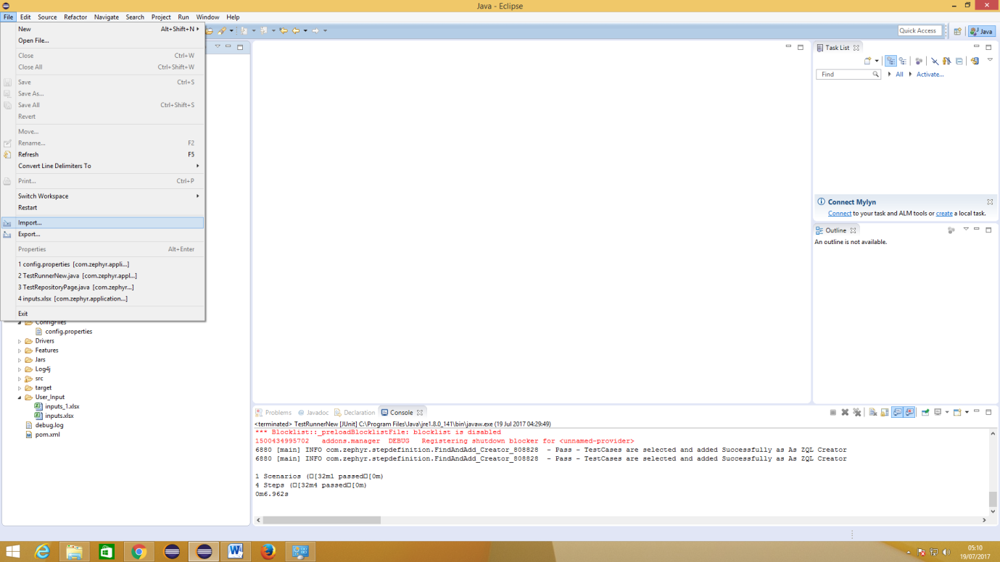 Java - Eclipse
File Edit Source Refactor Navigate Search Project Run Window Help
New Alt+Shift+N
Open File...
Close Ctrl+W
Close All Ctrl+Shift+W
Save Ctrl+S
Save As...
Save All Ctrl+Shift+S
Revert
Move...
Rename... F2
Refresh F5
Convert Line Delimiters To
Print... Ctrl+P
Switch Workspace
Restart
Import...
Export...
Properties Alt+Enter
1 config.properties [com.zephyr.appli...]
2 TestRunnerNew.java [com.zephyr.appl...]
3 TestRepositoryPage.java [com.zephyr...]
4 inputs.xlsx [com.zephyr.application...]
Exit
ConfigFiles
config.properties
Drivers
Features
Jars
Log4j
src
target
User_Input
inputs_1.xlsx
inputs.xlsx
debug.log
pom.xml
Quick Access
Java
Task List
Find All Activate...
Connect Mylyn
Connect to your task and ALM tools or create a local task.
Outline
An outline is not available.
Problems Javadoc Declaration Console
<terminated> TestRunnerNew [JUnit] C:\Program Files\Java\jre1.8.0_141\bin\javaw.exe (19 Jul 2017 04:29:49)
*** Blocklist::_preloadBlocklistFile: blocklist is disabled
1500434995702 addons.manager DEBUG Registering shutdown blocker for <unnamed-provider>
6880 [main] INFO com.zephyr.stepdefinition.FindAndAdd_Creator_808828 - Pass - TestCases are selected and added Successfully as As ZQL Creator
6880 [main] INFO com.zephyr.stepdefinition.FindAndAdd_Creator_808828 - Pass - TestCases are selected and added Successfully as As ZQL Creator
1 Scenarios (□[32m1 passed□[0m)
4 Steps (□[32m4 passed□[0m)
0m6.962s
05:10
19/07/2017